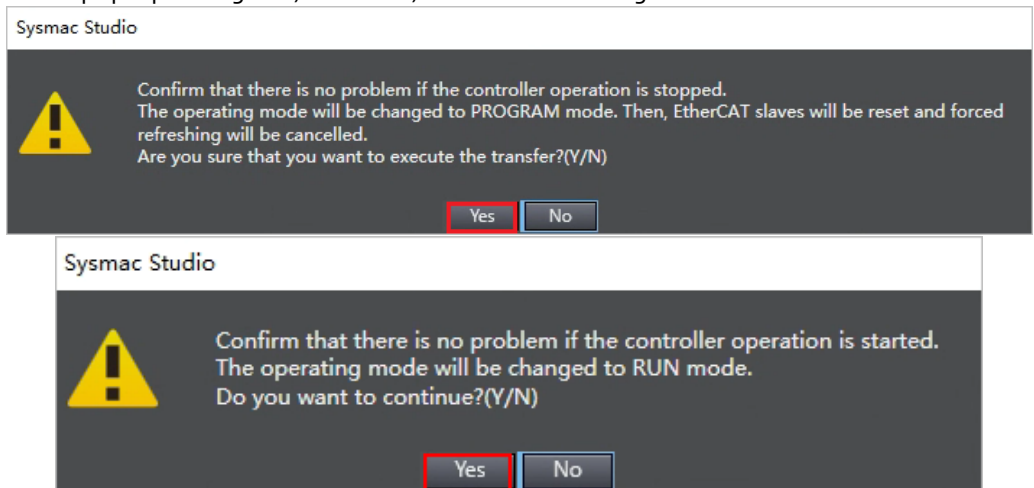 Sysmac Studio
Confirm that there is no problem if the controller operation is stopped.
The operating mode will be changed to PROGRAM mode. Then, EtherCAT slaves will be reset and forced
refreshing will be cancelled.
Are you sure that you want to execute the transfer?(Y/N)
Yes No
Sysmac Studio
Confirm that there is no problem if the controller operation is started.
The operating mode will be changed to RUN mode.
Do you want to continue?(Y/N)
Yes No